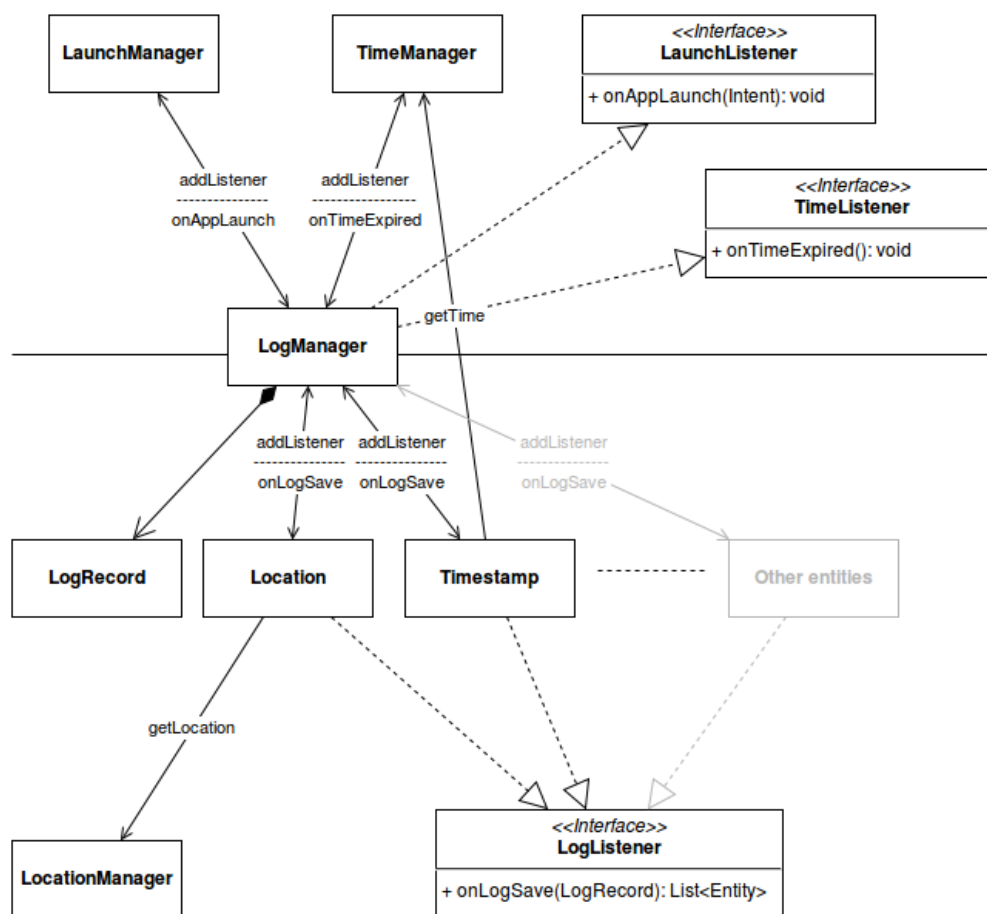 LaunchManager
TimeManager
<<Interface>>
LaunchListener
+ onAppLaunch(Intent): void
addListener
onAppLaunch
addListener
onTimeExpired
<<Interface>>
TimeListener
+ onTimeExpired(): void
getTime
LogManager
addListener
onLogSave
addListener
onLogSave
addListener
onLogSave
LogRecord
Location
Timestamp
Other entities
getLocation
LocationManager
<<Interface>>
LogListener
+ onLogSave(LogRecord): List<Entity>